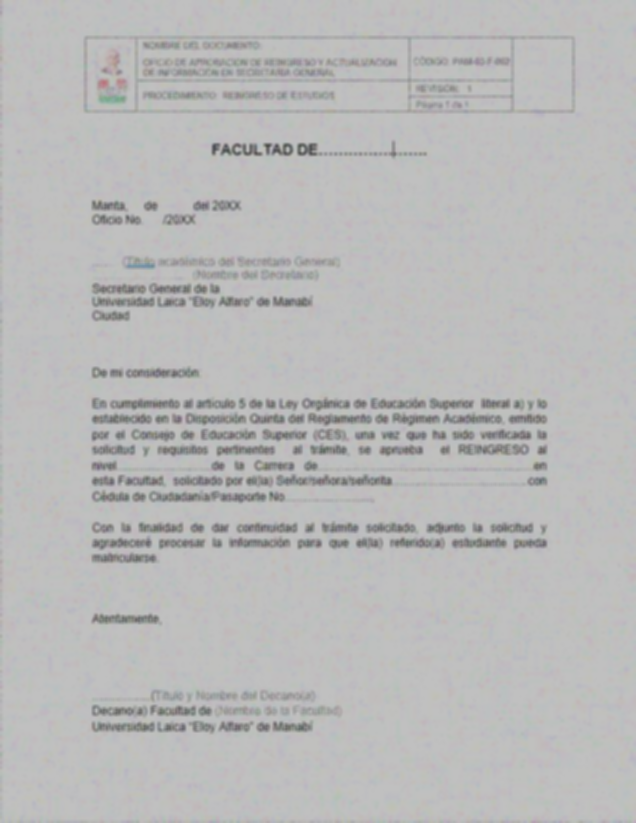 NOMBRE DEL DOCUMENTO:
OFICIO DE APROBACIÓN DE REINGRESO Y ACTUALIZACIÓN
DE INFORMACIÓN EN SECRETARÍA GENERAL
CÓDIGO:
PROCEDIMIENTO: REINGRESO DE ESTUDIOS
REVISIÓN: 1
Página 1 de 1
FACULTAD DE......................
Manta, de del 20XX
Oficio No. /20XX
(Título académico del Secretario General)
(Nombre del Secretario)
Secretario General de la
Universidad Laica “Eloy Alfaro” de Manabí
Ciudad
De mi consideración:
En cumplimiento al artículo 5 de la Ley Orgánica de Educación Superior literal a) y lo
establecido en la Disposición Quinta del Reglamento de Régimen Académico, emitido
por el Consejo de Educación Superior (CES), una vez que ha sido verificada la
solicitud y requisitos pertinentes al trámite, se aprueba el REINGRESO al
nivel........................ de la Carrera de...................................................... en
esta Facultad, solicitado por el(la) Señor/señora/señorita.................................. con
Cédula de Ciudadanía/Pasaporte No........................
Con la finalidad de dar continuidad al trámite solicitado, adjunto la solicitud y
agradeceré procesar la información para que el(la) referido(a) estudiante pueda
matricularse.
Atentamente,
................(Título y Nombre del Decano(a)
Decano(a) Facultad de (Nombre de la Facultad)
Universidad Laica “Eloy Alfaro” de Manabí